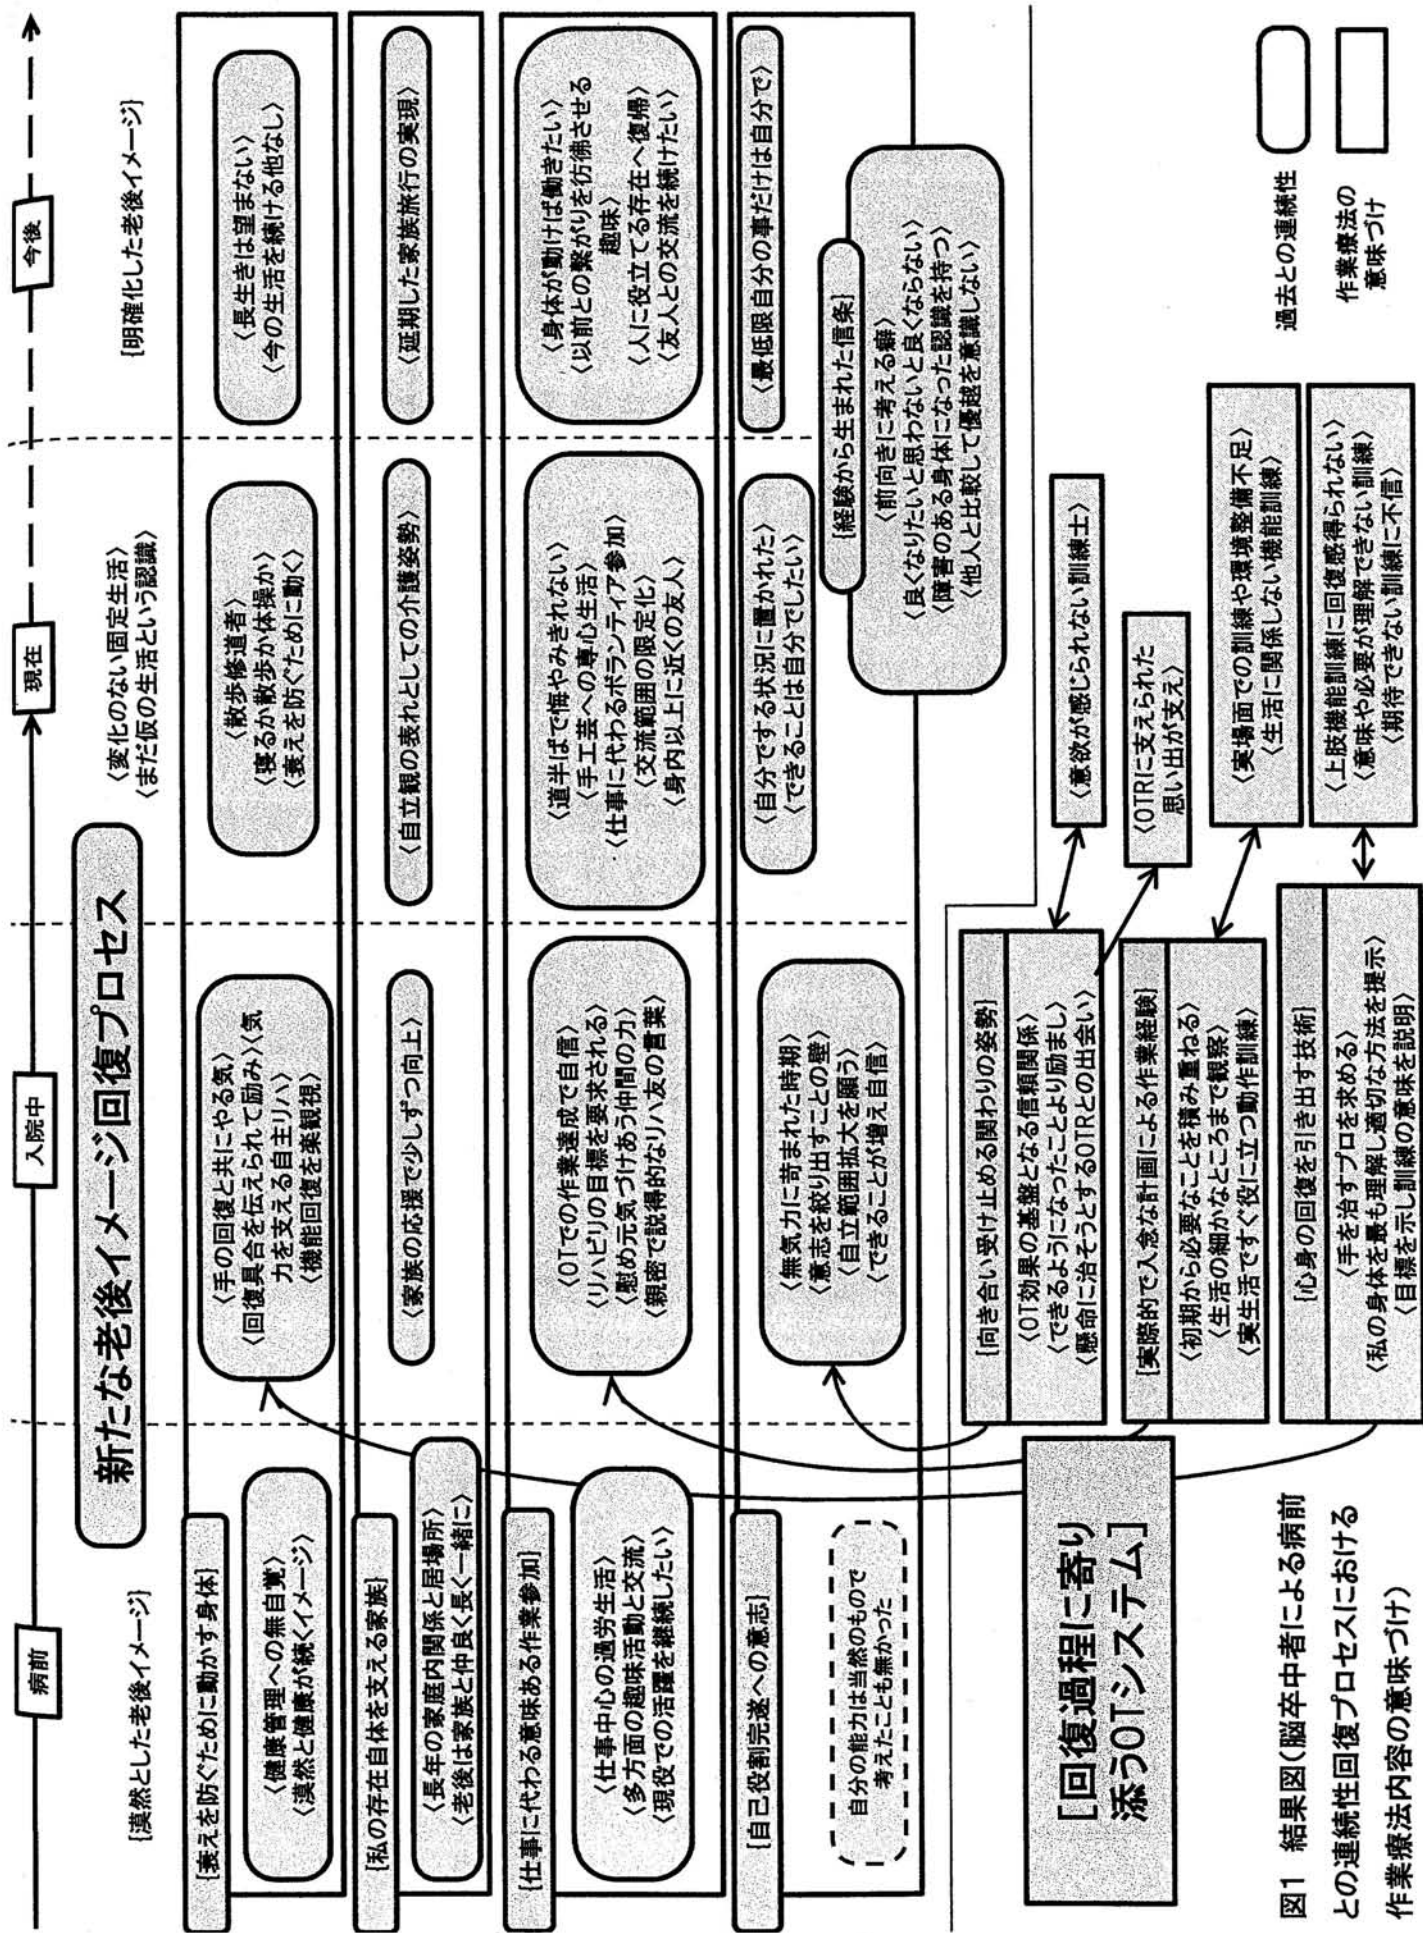 病前
入院中
現在
今後
新たな老後イメージ回復プロセス
[漠然とした老後イメージ]
〈変化のない固定生活〉
〈まだ仮の生活という認識〉
[明確化した老後イメージ]
[衰えを防ぐために動かす身体]
〈健康管理への無自覚〉
〈漠然と健康が続くイメージ〉
〈手の回復と共にやる気〉
〈回復具合を伝えられて励み〉〈気
力を支える自主リハ〉
〈機能回復を楽観視〉
〈散歩修道者〉
〈寝るか散歩か体操か〉
〈衰えを防ぐために動く〉
〈長生きは望まない〉
〈今の生活を続ける他なし〉
[私の存在自体を支える家族]
〈長年の家庭内関係と居場所〉
〈老後は家族と仲良く長く一緒に〉
〈家族の応援で少しずつ向上〉
〈自立観の表れとしての介護姿勢〉
〈延期した家族旅行の実現〉
[仕事に代わる意味ある作業参加]
〈仕事中心の過労生活〉
〈多方面の趣味活動と交流〉
〈現役での活躍を継続したい〉
〈OTでの作業達成で自信〉
〈リハビリの目標を要求される〉
〈慰め元気づけあう仲間の力〉
〈親密で説得的なリハ友の言葉〉
〈道半ばで悔やみきれない〉
〈手工芸への専心生活〉
〈仕事に代わるボランティア参加〉
〈交流範囲の限定化〉
〈身内以上に近くの友人〉
〈身体が動けば働きたい〉
〈以前との繋がりを彷彿させる
趣味〉
〈人に役立てる存在へ復帰〉
〈友人との交流を続けたい〉
[自己役割完遂への意志]
自分の能力は当然のもので
考えたことも無かった
〈無気力に苛まれた時期〉
〈意志を絞り出すことの壁〉
〈自立範囲拡大を願う〉
〈できることが増え自信〉
〈自分でする状況に置かれた〉
〈できることは自分でしたい〉
〈最低限自分の事だけは自分で〉
[経験から生まれた信条]
〈前向きに考える癖〉
〈良くなりたいと思わないと良くならない〉
〈障害のある身体になった認識を持つ〉
〈他人と比較して優越を意識しない〉
[回復過程に寄り
添うOTシステム]
[向き合い受け止める関わりの姿勢]
〈OT効果の基盤となる信頼関係〉
〈できるようになったことより励まし〉
〈懸命に治そうとするOTRとの出会い〉
〈意欲が感じられない訓練士〉
〈OTRに支えられた
思い出が支え〉
[実際的で入念な計画による作業経験]
〈初期から必要なことを積み重ねる〉
〈生活の細かなところまで観察〉
〈実生活ですぐ役に立つ動作訓練〉
〈実場面での訓練や環境整備不足〉
〈生活に関係しない機能訓練〉
[心身の回復を引き出す技術]
〈手を治すプロを求める〉
〈私の身体を最も理解し適切な方法を提示〉
〈目標を示し訓練の意味を説明〉
〈上肢機能訓練に回復感得られない〉
〈意味や必要が理解できない訓練〉
〈期待できない訓練に不信〉
過去との連続性
作業療法の
意味づけ
図1 結果図(脳卒中者による病前
との連続性回復プロセスにおける
作業療法内容の意味づけ)